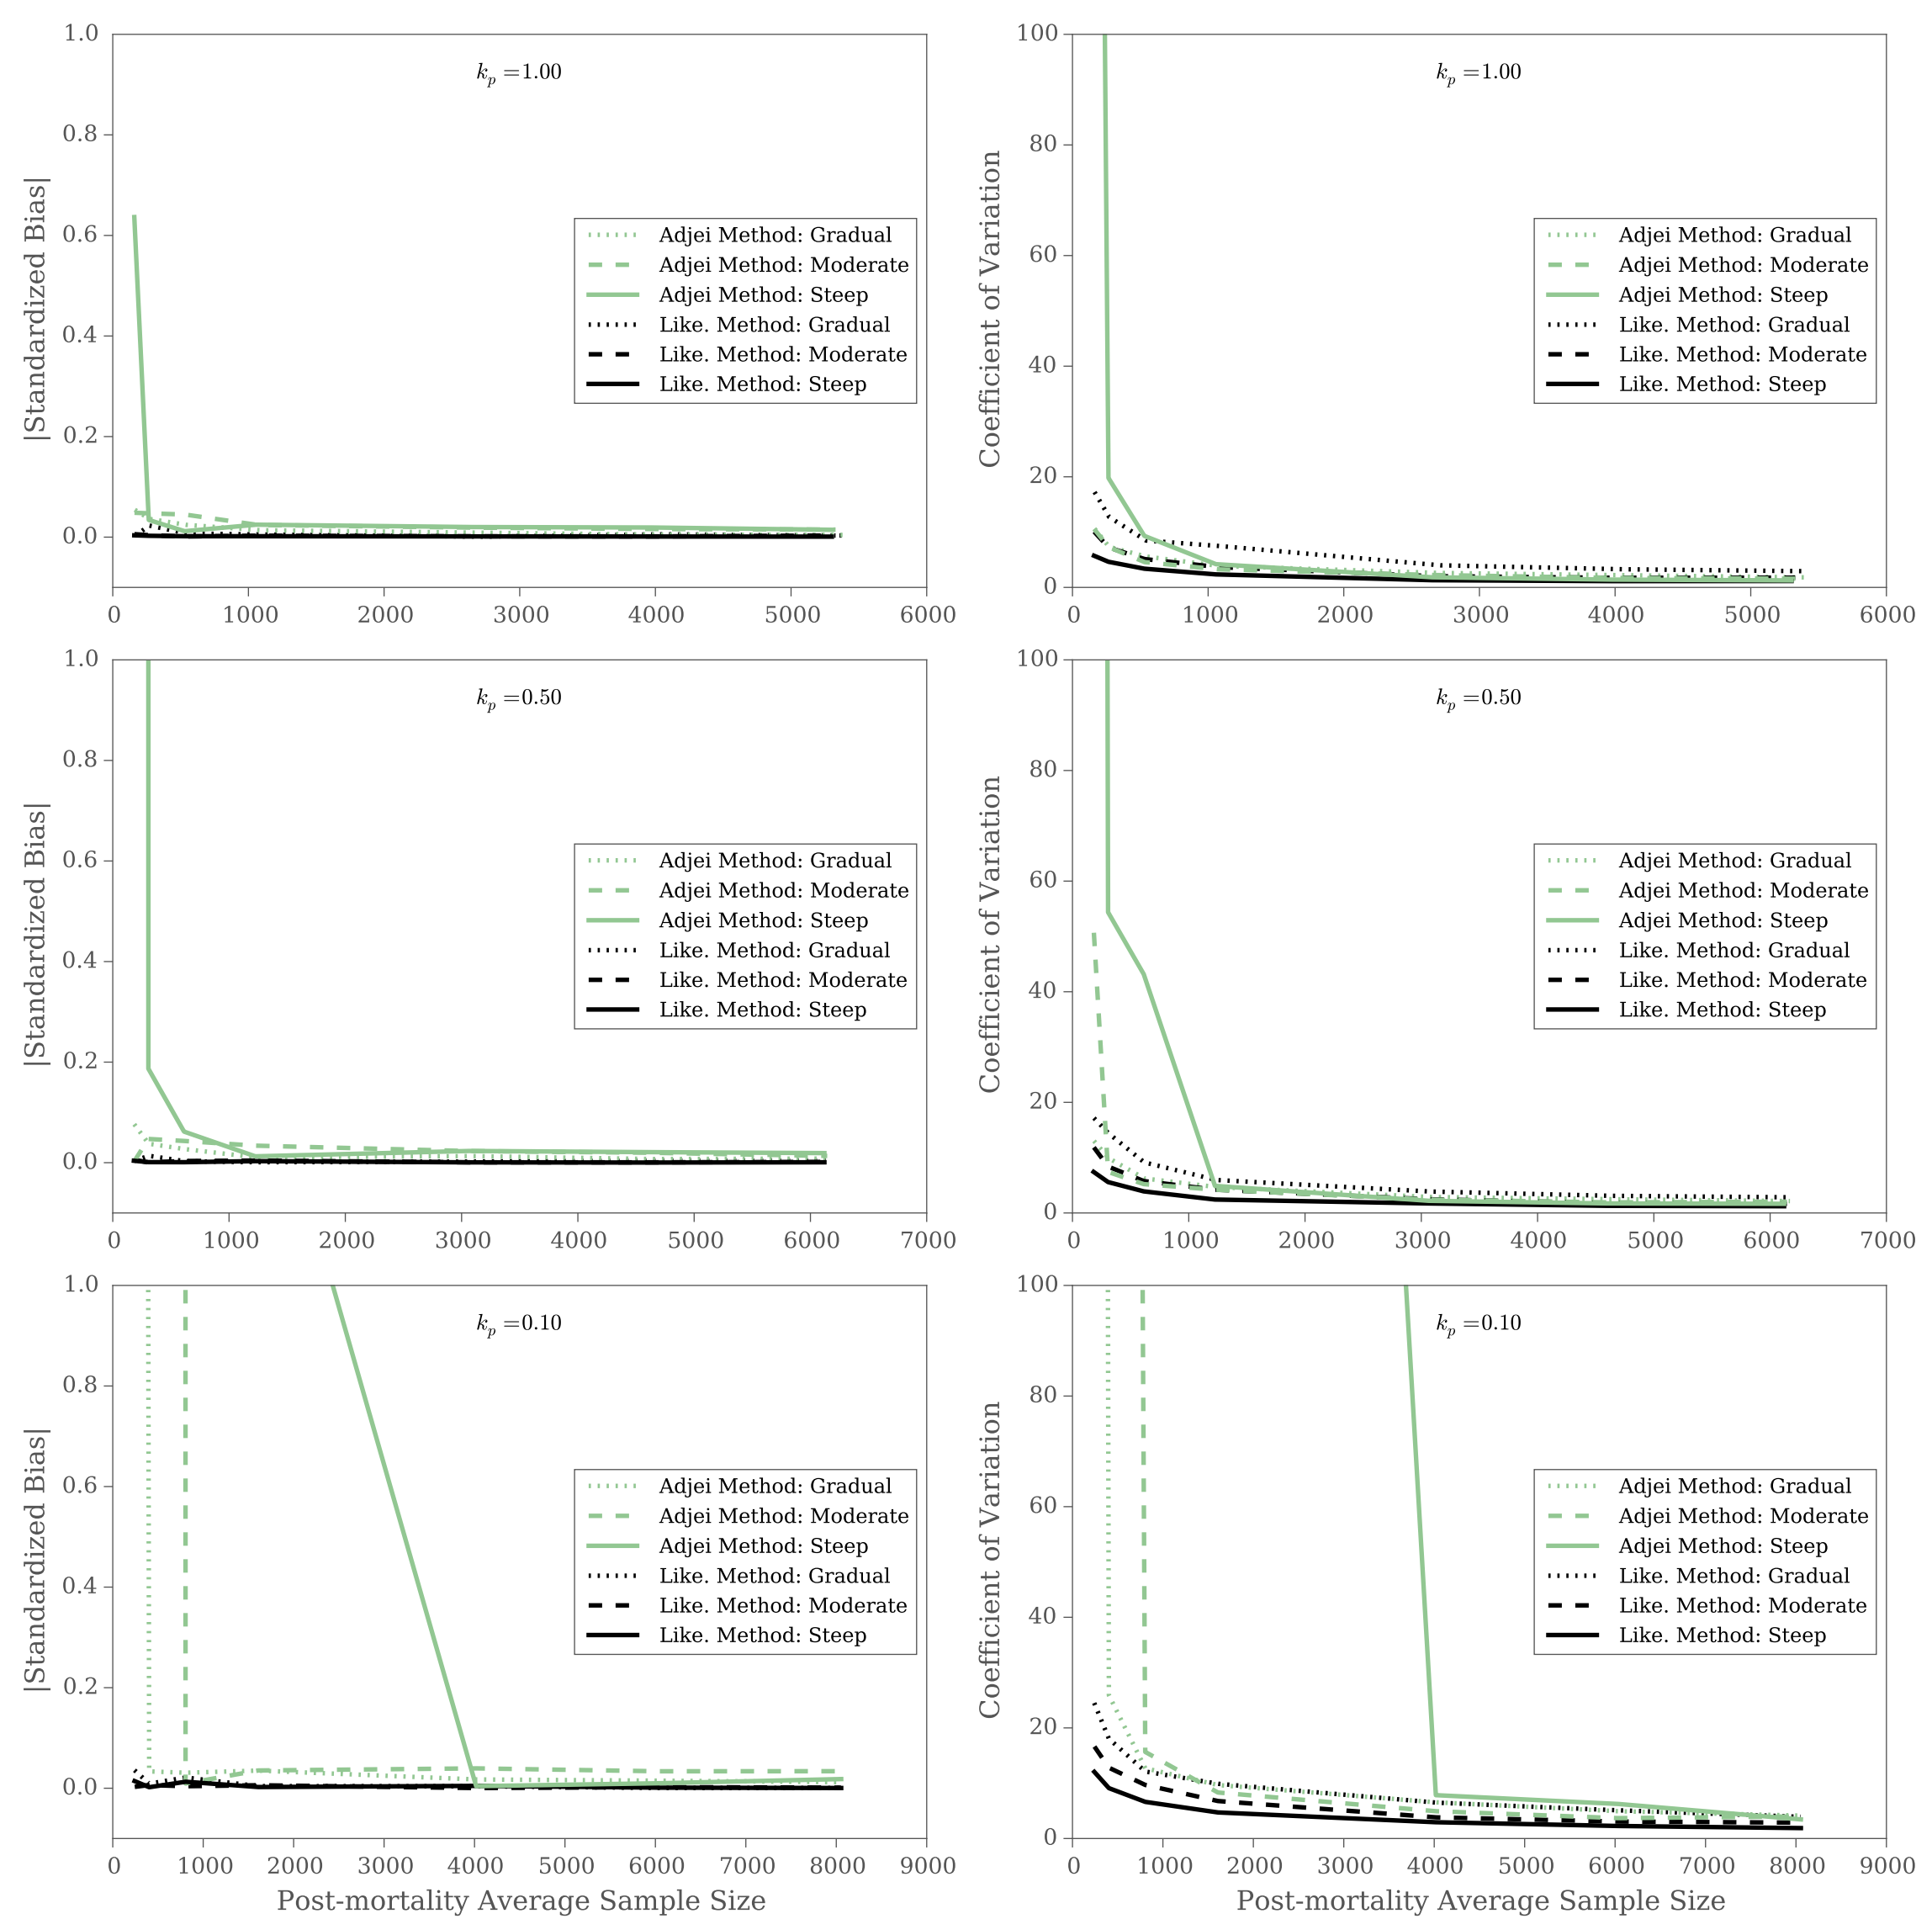 |Standardized Bias|
1.0
0.8
0.6
0.4
0.2
0.0
k_p =1.00
Adjei Method: Gradual
Adjei Method: Moderate
Adjei Method: Steep
Like. Method: Gradual
Like. Method: Moderate
Like. Method: Steep
0 1000 2000 3000 4000 5000 6000
Coefficient of Variation
100
80
60
40
20
0
k_p =1.00
Adjei Method: Gradual
Adjei Method: Moderate
Adjei Method: Steep
Like. Method: Gradual
Like. Method: Moderate
Like. Method: Steep
0 1000 2000 3000 4000 5000 6000
|Standardized Bias|
1.0
0.8
0.6
0.4
0.2
0.0
k_p =0.50
Adjei Method: Gradual
Adjei Method: Moderate
Adjei Method: Steep
Like. Method: Gradual
Like. Method: Moderate
Like. Method: Steep
0 1000 2000 3000 4000 5000 6000 7000
Coefficient of Variation
100
80
60
40
20
0
k_p =0.50
Adjei Method: Gradual
Adjei Method: Moderate
Adjei Method: Steep
Like. Method: Gradual
Like. Method: Moderate
Like. Method: Steep
0 1000 2000 3000 4000 5000 6000 7000
|Standardized Bias|
1.0
0.8
0.6
0.4
0.2
0.0
k_p =0.10
Adjei Method: Gradual
Adjei Method: Moderate
Adjei Method: Steep
Like. Method: Gradual
Like. Method: Moderate
Like. Method: Steep
0 1000 2000 3000 4000 5000 6000 7000 8000 9000
Post-mortality Average Sample Size
Coefficient of Variation
100
80
60
40
20
0
k_p =0.10
Adjei Method: Gradual
Adjei Method: Moderate
Adjei Method: Steep
Like. Method: Gradual
Like. Method: Moderate
Like. Method: Steep
0 1000 2000 3000 4000 5000 6000 7000 8000 9000
Post-mortality Average Sample Size